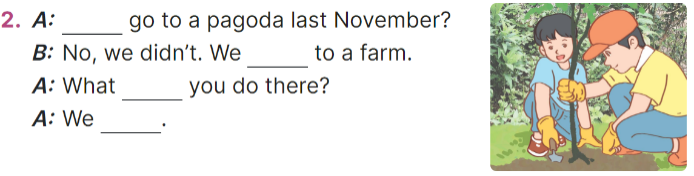 2. A: ______ go to a pagoda last November?
B: No, we didn't. We ______ to a farm.
A: What ______ you do there?
A: We ______.